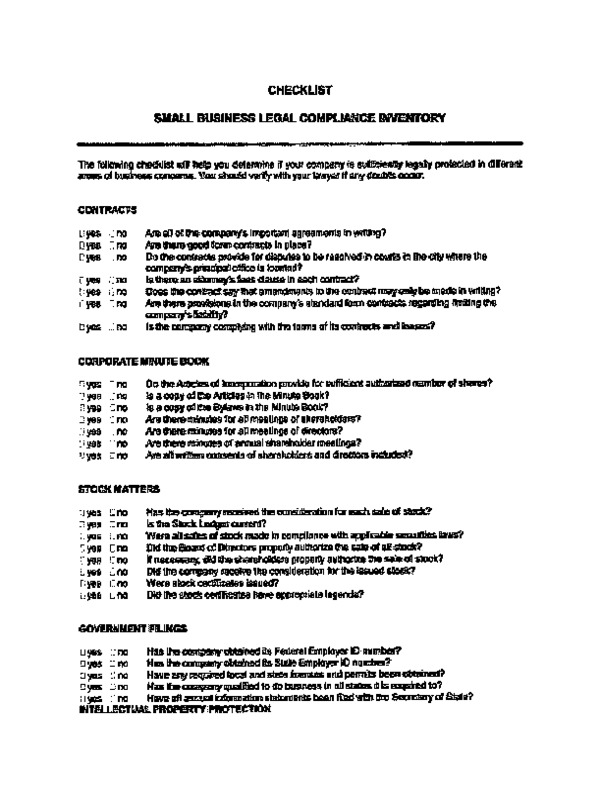 CHECKLIST
SMALL BUSINESS LEGAL COMPLIANCE INVENTORY
The following checklist will help you determine if your company is sufficiently legally protected in different
areas of business concerns. You should verify with your lawyer if any doubts occur.
CONTRACTS
yes no Are all of the company's important agreements in writing?
yes no Are there good form contracts in place?
yes no Do the contracts provide for disputes to be resolved in courts in the city where the
company's principal office is located?
yes no Is there an attorney's fees clause in each contract?
yes no Does the contract say that amendments to the contract may only be made in writing?
yes no Are there provisions in the company's standard form contracts regarding limiting the
company's liability?
yes no Is the company complying with the terms of its contracts and leases?
CORPORATE MINUTE BOOK
yes no Do the Articles of Incorporation provide for sufficient authorized number of shares?
yes no Is a copy of the Articles in the Minute Book?
yes no Is a copy of the Bylaws in the Minute Book?
yes no Are there minutes for all meetings of shareholders?
yes no Are there minutes for all meetings of directors?
yes no Are there minutes of annual shareholder meetings?
yes no Are all written consents of shareholders and directors included?
STOCK MATTERS
yes no Has the company received the consideration for each sale of stock?
yes no Is the Stock Ledger current?
yes no Were all sales of stock made in compliance with applicable securities laws?
yes no Did the Board of Directors properly authorize the sale of all stock?
yes no If necessary, did the shareholders properly authorize the sale of stock?
yes no Did the company receive the consideration for the issued stock?
yes no Were stock certificates issued?
yes no Did the stock certificates have appropriate legends?
GOVERNMENT FILINGS
yes no Has the company obtained its Federal Employer ID number?
yes no Has the company obtained its State Employer ID number?
yes no Have any required local and state licenses and permits been obtained?
yes no Has the company qualified to do business in all states it is required to?
yes no Have all annual information statements been filed with the Secretary of State?
INTELLECTUAL PROPERTY PROTECTION